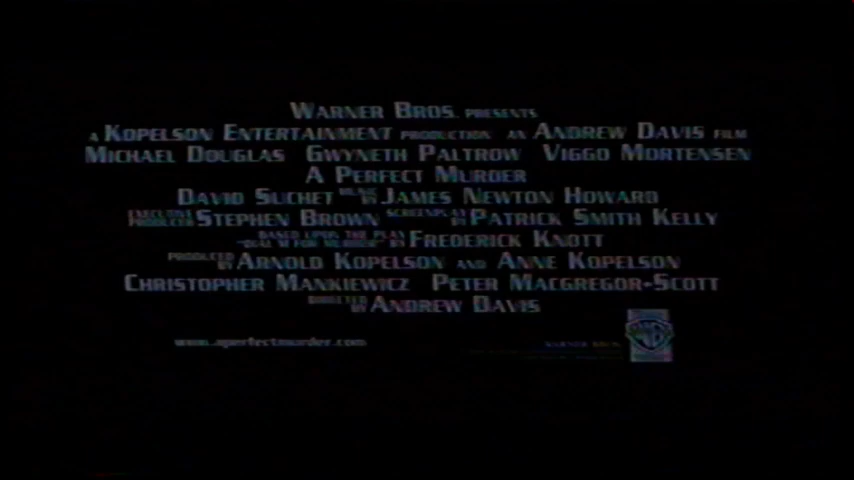 WARNER BROS. PRESENTS
A KOPELSON ENTERTAINMENT PRODUCTION AN ANDREW DAVIS FILM
MICHAEL DOUGLAS GWYNETH PALTROW VIGGO MORTENSEN
A PERFECT MURDER
DAVID SUCHET MUSIC BY JAMES NEWTON HOWARD
EXECUTIVE PRODUCER STEPHEN BROWN SCREENPLAY BY PATRICK SMITH KELLY
BASED UPON THE PLAY "DIAL M FOR MURDER" BY FREDERICK KNOTT
PRODUCED BY ARNOLD KOPELSON AND ANNE KOPELSON
CHRISTOPHER MANKIEWICZ PETER MACGREGOR-SCOTT
DIRECTED BY ANDREW DAVIS
www.aperfectmurder.com
WARNER BROS.